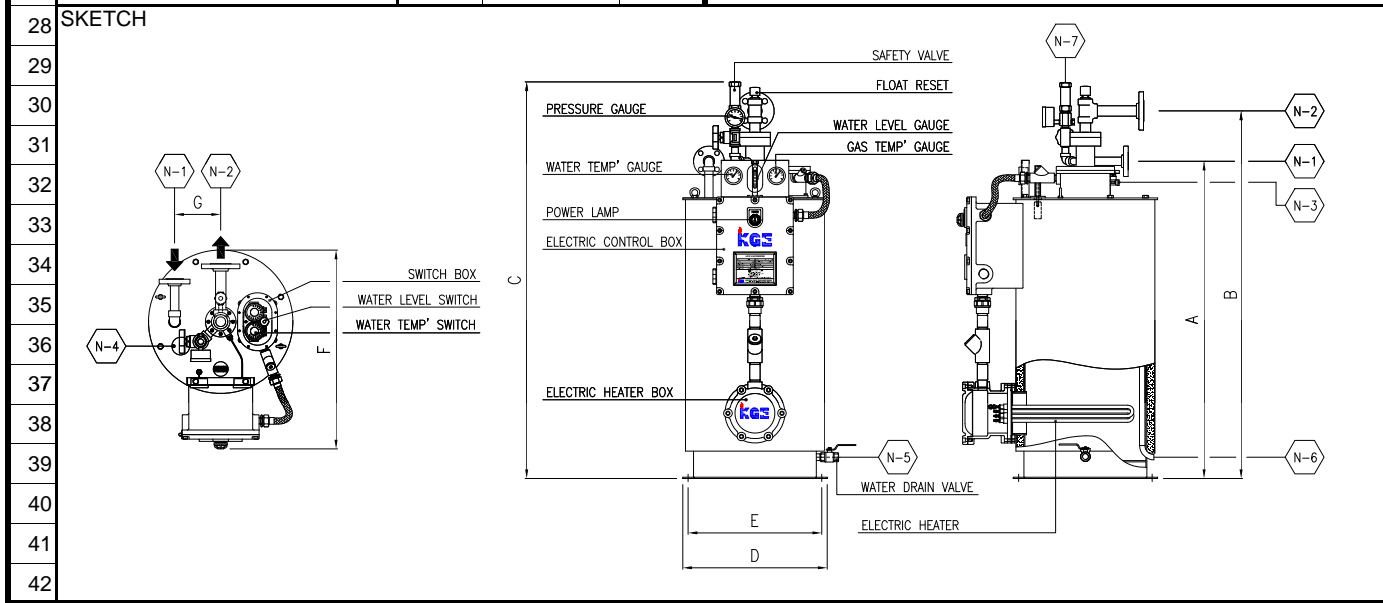 28 SKETCH
29
30
31
32
33
34
35
36
37
38
39
40
41
42
N-1
N-2
G
SWITCH BOX
WATER LEVEL SWITCH
WATER TEMP' SWITCH
N-4
F
SAFETY VALVE
FLOAT RESET
PRESSURE GAUGE
WATER LEVEL GAUGE
GAS TEMP' GAUGE
WATER TEMP' GAUGE
POWER LAMP
ELECTRIC CONTROL BOX
KGE
C
ELECTRIC HEATER BOX
KGE
N-5
WATER DRAIN VALVE
E
D
N-7
N-2
N-1
N-3
B
A
N-6
ELECTRIC HEATER